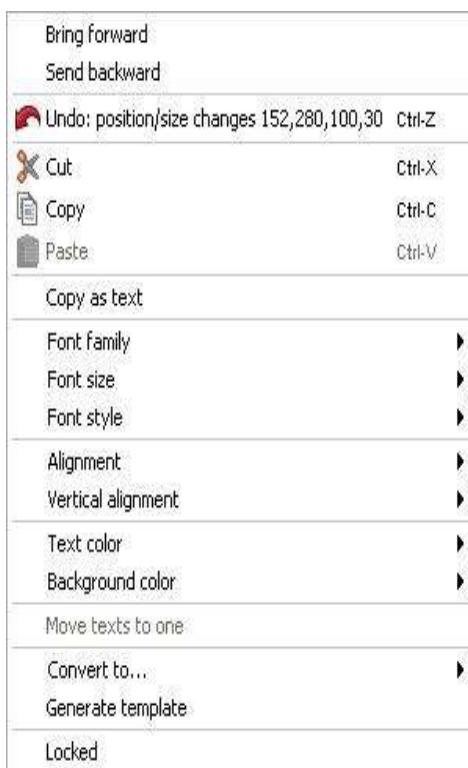 Bring forward
Send backward
Undo: position/size changes 152,280,100,30 Ctrl-Z
Cut Ctrl-X
Copy Ctrl-C
Paste Ctrl-V
Copy as text
Font family
Font size
Font style
Alignment
Vertical alignment
Text color
Background color
Move texts to one
Convert to...
Generate template
Locked